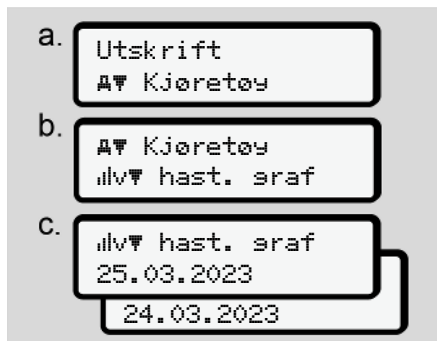 a.
Utskrift
Kjøretøy
b.
Kjøretøy
v hast. graf
c.
v hast. graf
25.03.2023
24.03.2023